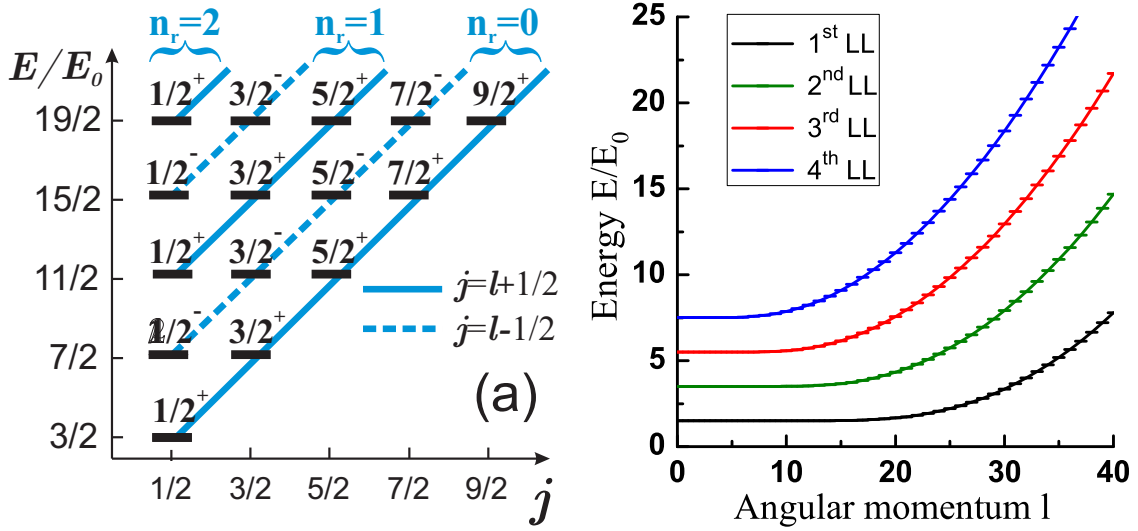 n_r=2 n_r=1 n_r=0
E/E_0
1/2^+ 3/2^- 5/2^+ 7/2^- 9/2^+
19/2
1/2^- 3/2^+ 5/2^- 7/2^+
15/2
1/2^+ 3/2^- 5/2^+
11/2
j=l+1/2
j=l-1/2
1/2^- 3/2^+
7/2
(a)
1/2^+
3/2
1/2 3/2 5/2 7/2 9/2 j
1^st LL
2^nd LL
3^rd LL
4^th LL
Energy E/E_0
25
20
15
10
5
0
0 10 20 30 40
Angular momentum l